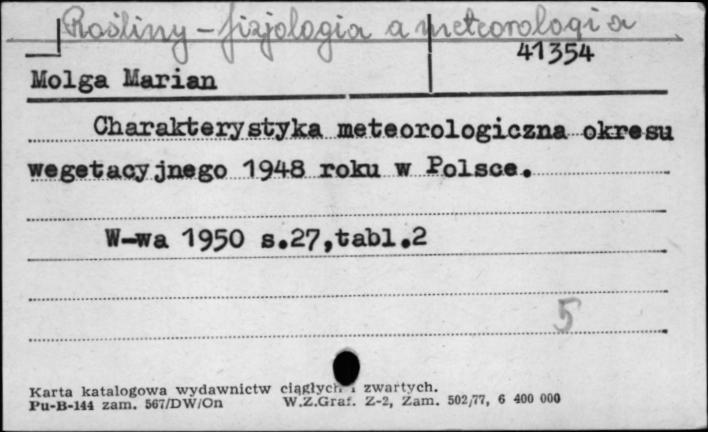 Rośliny - fizjologia a meteorologia
41354
Molga Marian
Charakterystyka meteorologiczna okresu
wegetacyjnego 1948 roku w Polsce.
W-wa 1950 s.27,tabl.2
5
Karta katalogowa wydawnictw ciągłych i zwartych.
Pu-B-144 zam. 567/DW/On W.Z.Graf. Z-2, Zam. 502/77, 6 400 000